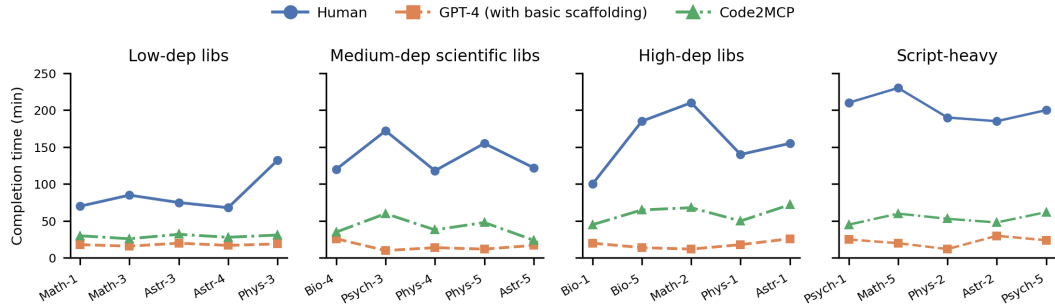 Human GPT-4 (with basic scaffolding) Code2MCP
Low-dep libs Medium-dep scientific libs High-dep libs Script-heavy
Completion time (min)
250
200
150
100
50
0
Math-1 Math-3 Astr-3 Astr-4 Phys-3
Bio-4 Psych-3 Phys-4 Phys-5 Astr-5
Bio-1 Bio-5 Math-2 Phys-1 Astr-1
Psych-1 Math-5 Phys-2 Astr-2 Psych-5